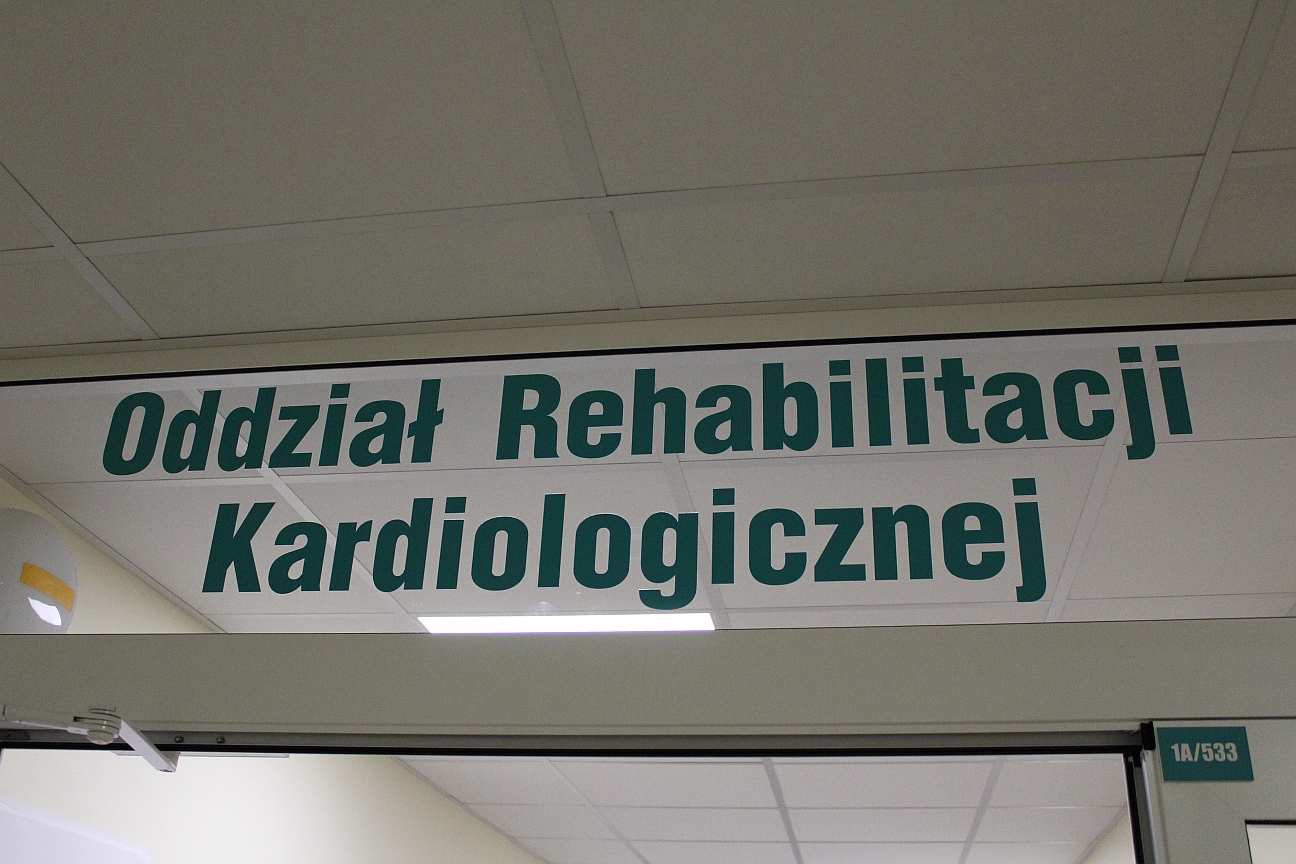 Oddział Rehabilitacji
Kardiologicznej
1A/533